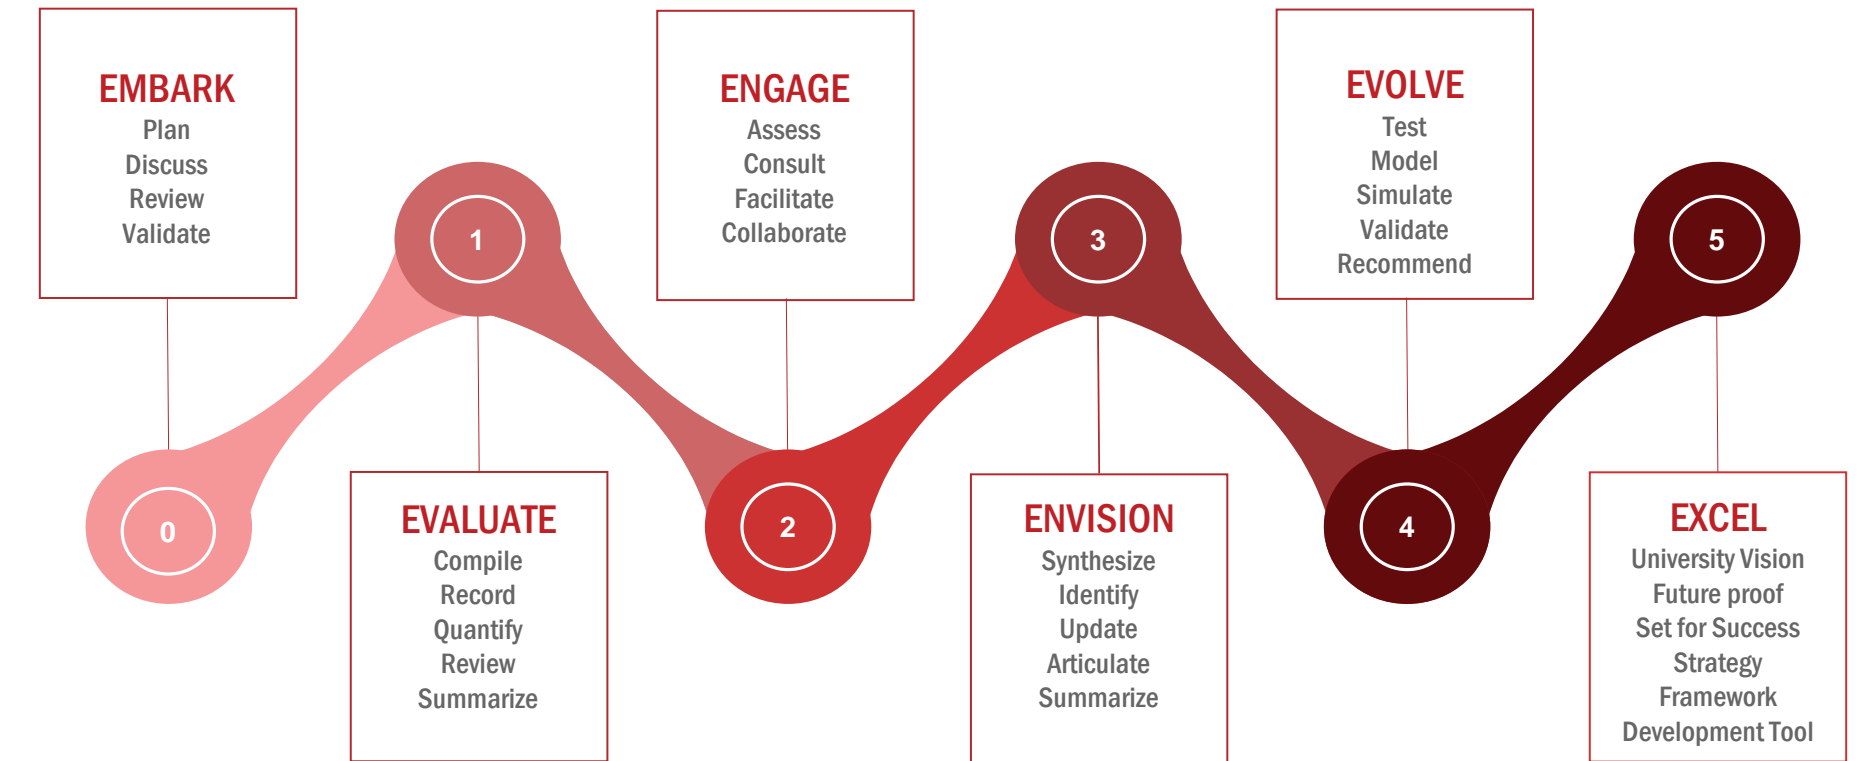 EMBARK
Plan
Discuss
Review
Validate
0
1
EVALUATE
Compile
Record
Quantify
Review
Summarize
ENGAGE
Assess
Consult
Facilitate
Collaborate
2
3
ENVISION
Synthesize
Identify
Update
Articulate
Summarize
EVOLVE
Test
Model
Simulate
Validate
Recommend
4
5
EXCEL
University Vision
Future proof
Set for Success
Strategy
Framework
Development Tool